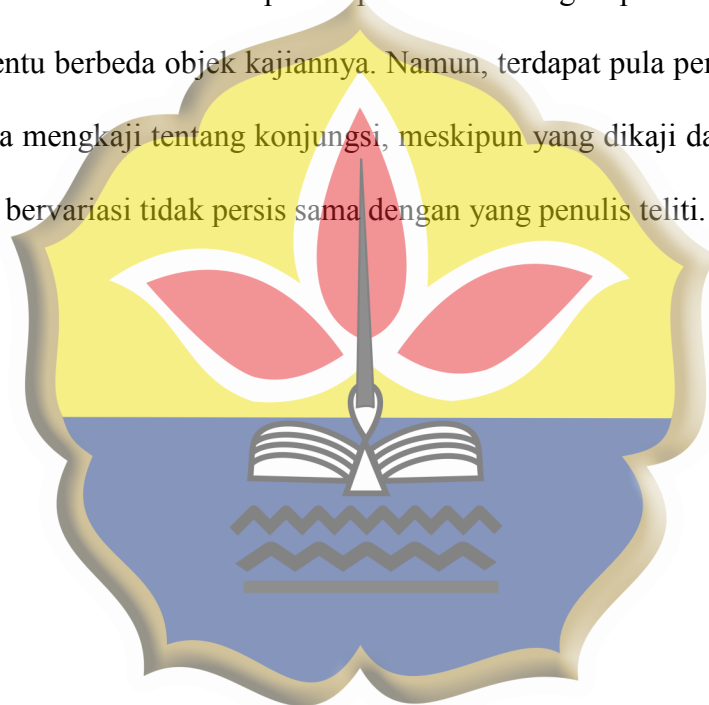 entu berbeda objek kajiannya. Namun, terdapat pula per
a mengkaji tentang konjungsi, meskipun yang dikaji da
bervariasi tidak persis sama dengan yang penulis teliti.